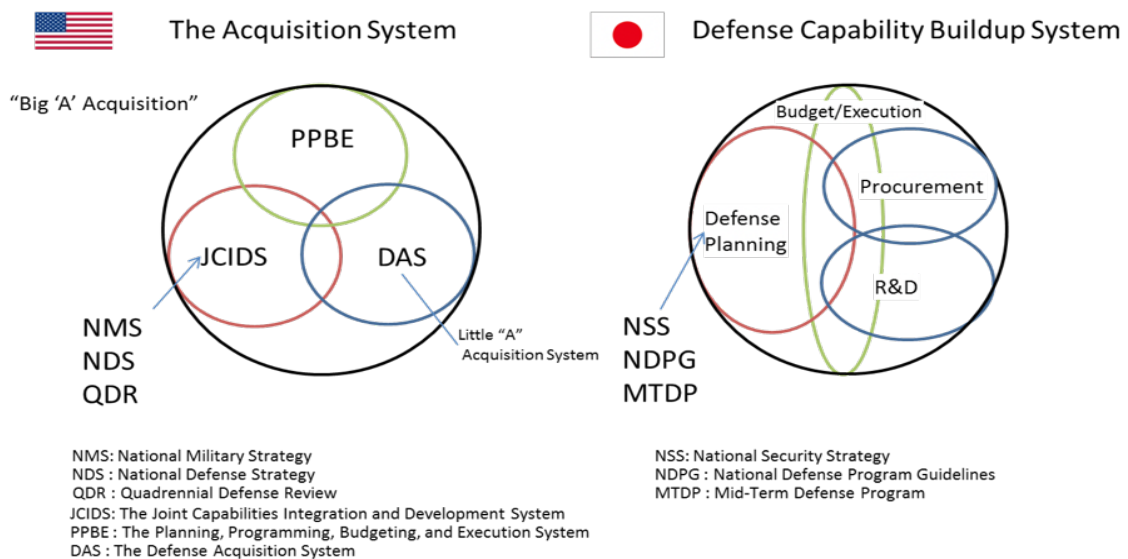 The Acquisition System
"Big 'A' Acquisition"
PPBE
JCIDS
DAS
NMS
NDS
QDR
Little "A"
Acquisition System
NMS: National Military Strategy
NDS : National Defense Strategy
QDR : Quadrennial Defense Review
JCIDS: The Joint Capabilities Integration and Development System
PPBE : The Planning, Programming, Budgeting, and Execution System
DAS : The Defense Acquisition System
Defense Capability Buildup System
Budget/Execution
Procurement
Defense
Planning
R&D
NSS
NDPG
MTDP
NSS: National Security Strategy
NDPG : National Defense Program Guidelines
MTDP : Mid-Term Defense Program